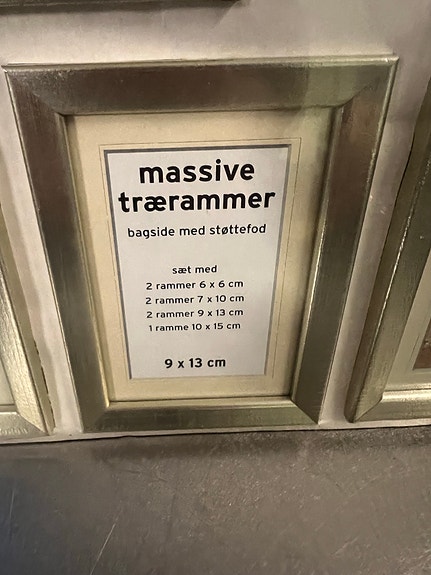 massive
trærammer
bagside med støttefod
sæt med
2 rammer 6 x 6 cm
2 rammer 7 x 10 cm
2 rammer 9 x 13 cm
1 ramme 10 x 15 cm
9 x 13 cm